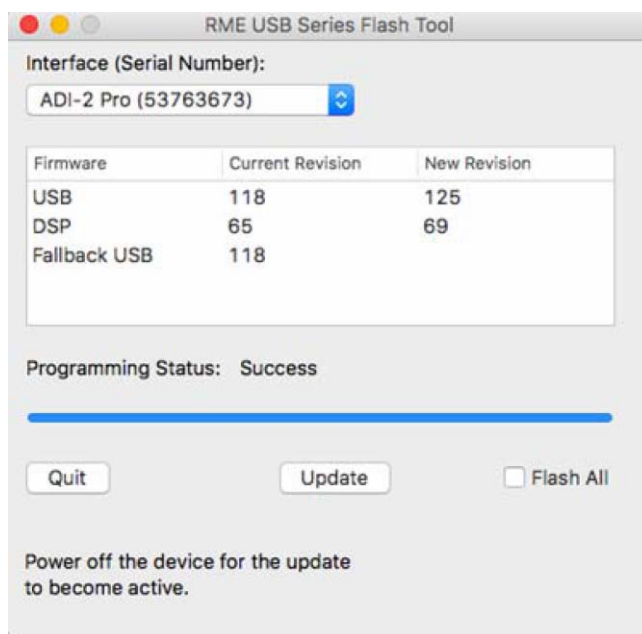 RME USB Series Flash Tool
Interface (Serial Number):
ADI-2 Pro (53763673)
Firmware Current Revision New Revision
USB 118 125
DSP 65 69
Fallback USB 118
Programming Status: Success
Quit Update Flash All
Power off the device for the update
to become active.